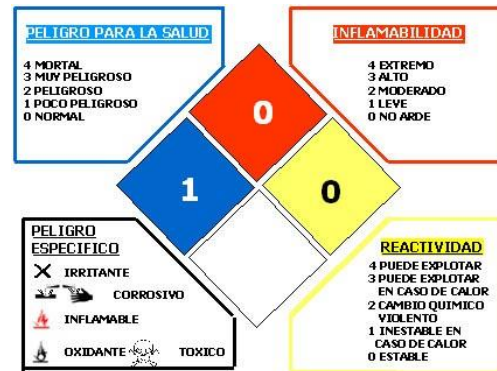 PELIGRO PARA LA SALUD
4 MORTAL
3 MUY PELIGROSO
2 PELIGROSO
1 POCO PELIGROSO
0 NORMAL
INFLAMABILIDAD
4 EXTREMO
3 ALTO
2 MODERADO
1 LEVE
0 NO ARDE
0
1
0
PELIGRO
ESPECIFICO
IRRITANTE
CORROSIVO
INFLAMABLE
OXIDANTE TOXICO
REACTIVIDAD
4 PUEDE EXPLOTAR
3 PUEDE EXPLOTAR
EN CASO DE CALOR
2 CAMBIO QUIMICO
VIOLENTO
1 INESTABLE EN
CASO DE CALOR
0 ESTABLE